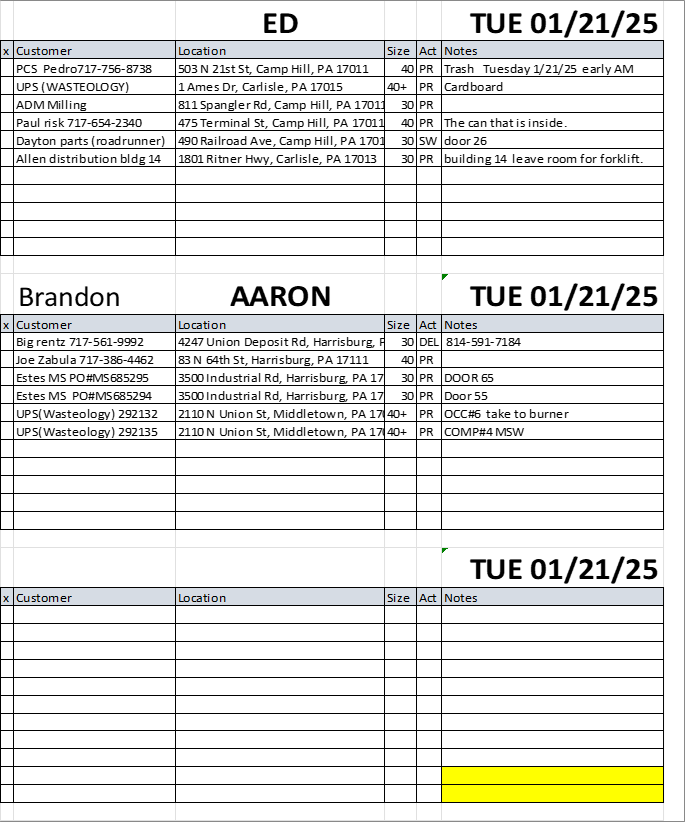 ED TUE 01/21/25
x Customer Location Size Act Notes
PCS Pedro717-756-8738 503 N 21st St, Camp Hill, PA 17011 40 PR Trash Tuesday 1/21/25 early AM
UPS (WASTEOLOGY) 1 Ames Dr, Carlisle, PA 17015 40+ PR Cardboard
ADM Milling 811 Spangler Rd, Camp Hill, PA 17011 30 PR
Paul risk 717-654-2340 475 Terminal St, Camp Hill, PA 17011 40 PR The can that is inside.
Dayton parts (roadrunner) 490 Railroad Ave, Camp Hill, PA 1701 30 SW door 26
Allen distribution bldg 14 1801 Ritner Hwy, Carlisle, PA 17013 30 PR building 14 leave room for forklift.
Brandon AARON TUE 01/21/25
x Customer Location Size Act Notes
Big rentz 717-561-9992 4247 Union Deposit Rd, Harrisburg, P 30 DEL 814-591-7184
Joe Zabula 717-386-4462 83 N 64th St, Harrisburg, PA 17111 40 PR
Estes MS PO#MS685295 3500 Industrial Rd, Harrisburg, PA 17 30 PR DOOR 65
Estes MS PO#MS685294 3500 Industrial Rd, Harrisburg, PA 17 30 PR Door 55
UPS(Wasteology) 292132 2110 N Union St, Middletown, PA 170 40+ PR OCC#6 take to burner
UPS(Wasteology) 292135 2110 N Union St, Middletown, PA 170 40+ PR COMP#4 MSW
TUE 01/21/25
x Customer Location Size Act Notes